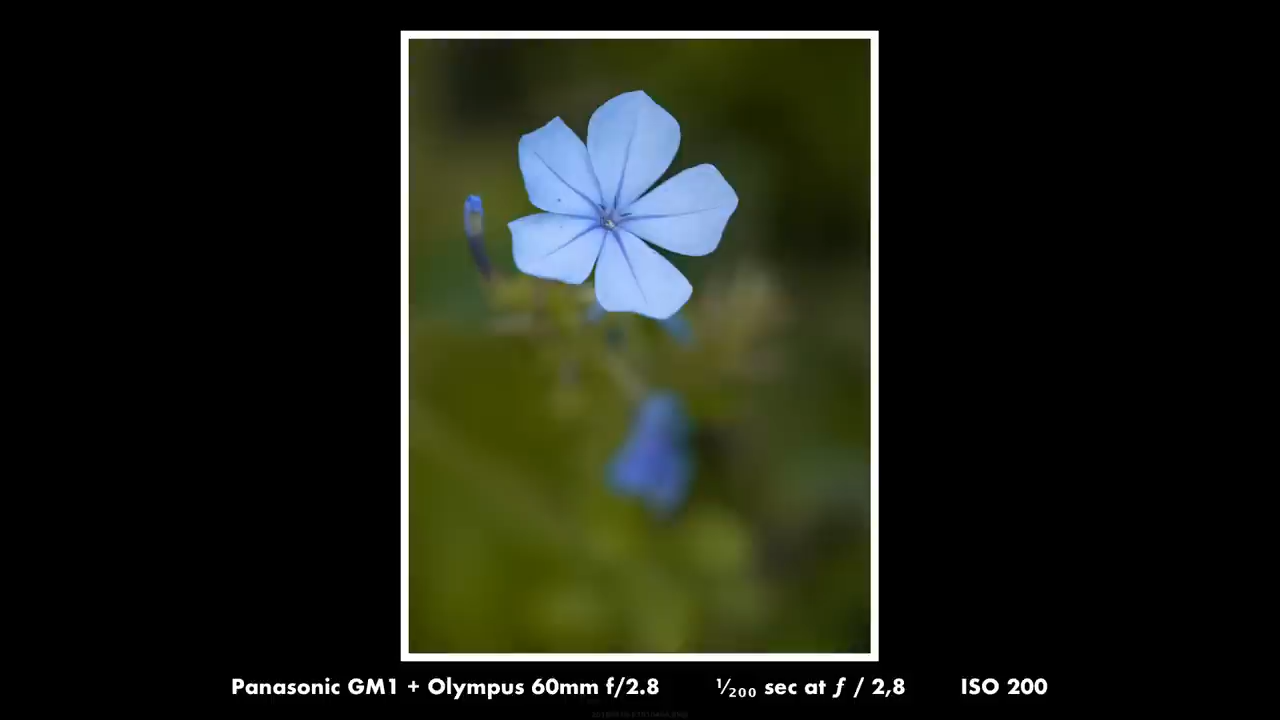 Panasonic GM1 + Olympus 60mm f/2.8 ¹⁄₂₀₀ sec at ƒ / 2,8 ISO 200